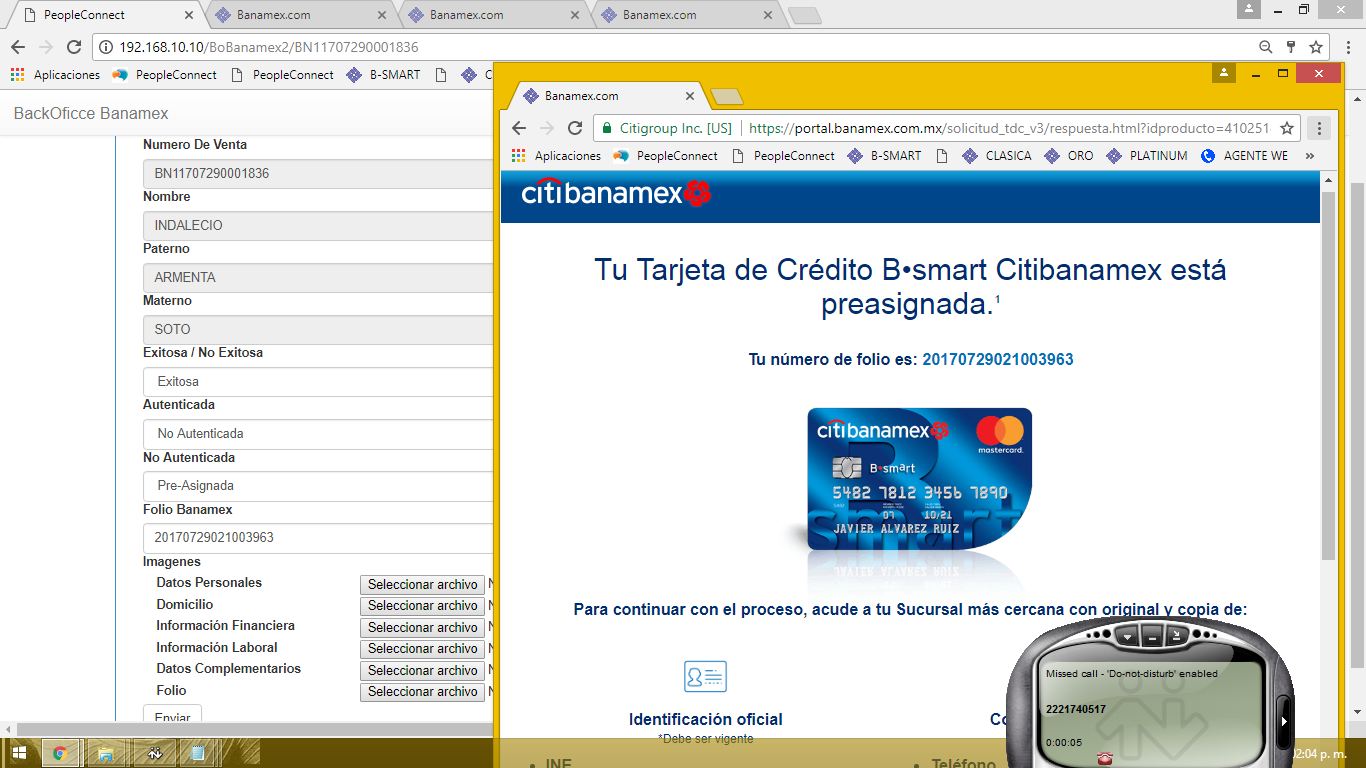 PeopleConnect
Banamex.com
Banamex.com
Banamex.com
192.168.10.10/BoBanamex2/BN11707290001836
Aplicaciones
PeopleConnect
PeopleConnect
B-SMART
C
BackOficce Banamex
Numero De Venta
BN11707290001836
Nombre
INDALECIO
Paterno
ARMENTA
Materno
SOTO
Exitosa / No Exitosa
Exitosa
Autenticada
No Autenticada
No Autenticada
Pre-Asignada
Folio Banamex
20170729021003963
Imagenes
Datos Personales
Seleccionar archivo N
Domicilio
Seleccionar archivo N
Información Financiera
Seleccionar archivo N
Información Laboral
Seleccionar archivo N
Datos Complementarios
Seleccionar archivo N
Folio
Seleccionar archivo N
Enviar
Banamex.com
Citigroup Inc. [US]
https://portal.banamex.com.mx/solicitud_tdc_v3/respuesta.html?idproducto=410251
Aplicaciones
PeopleConnect
PeopleConnect
B-SMART
CLASICA
ORO
PLATINUM
AGENTE WE
»
citibanamex
Tu Tarjeta de Crédito B•smart Citibanamex está
preasignada.¹
Tu número de folio es: 20170729021003963
citibanamex
mastercard.
B•smart
5482 7812 3456 7890
07 10/21
JAVIER ALVAREZ RUIZ
Para continuar con el proceso, acude a tu Sucursal más cercana con original y copia de:
Identificación oficial
*Debe ser vigente
Co
INE
Teléfono
Missed call - 'Do-not-disturb' enabled
2221740517
0:00:05
02:04 p. m.